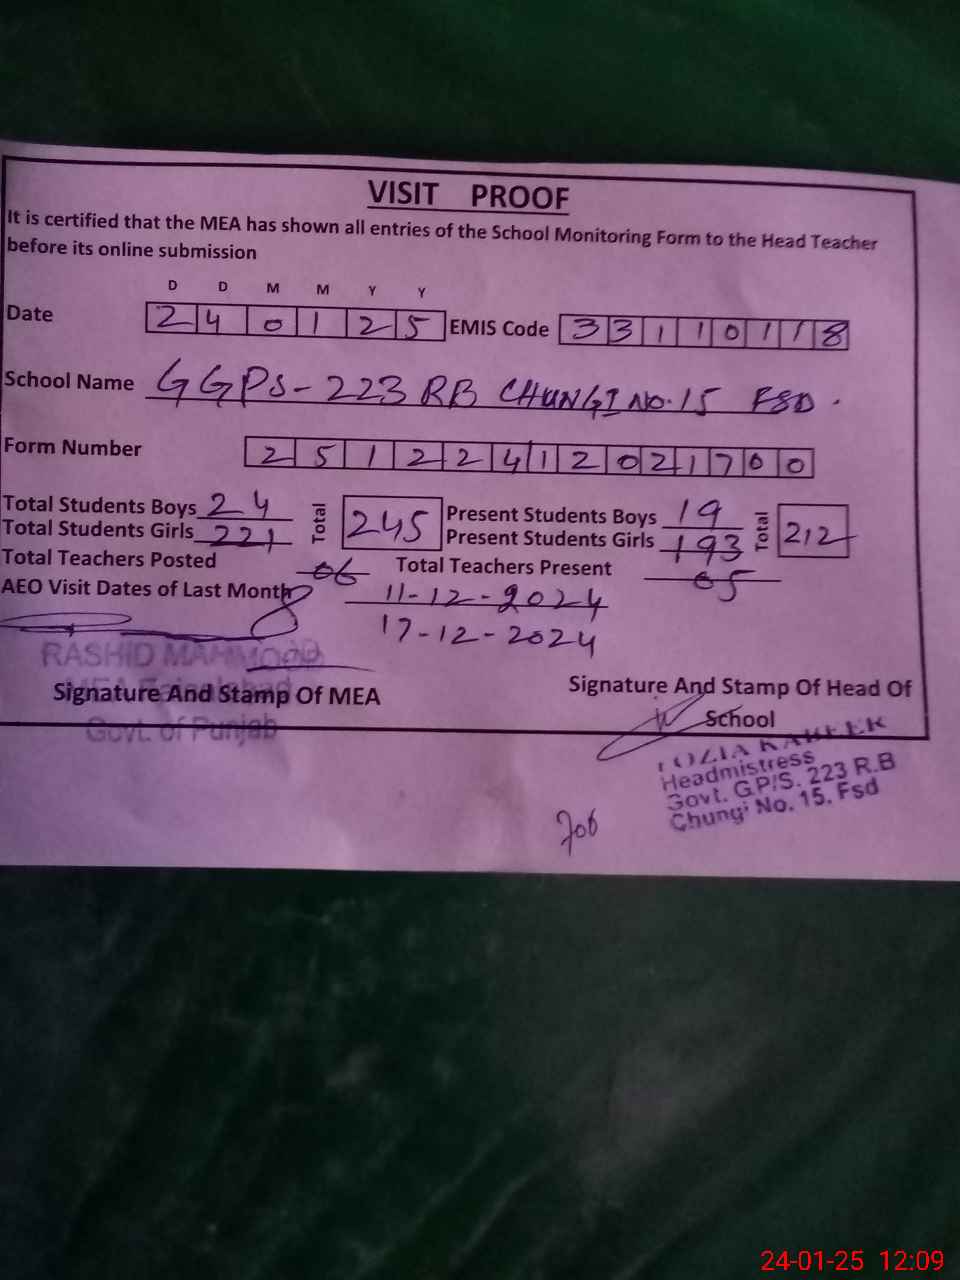 VISIT PROOF
It is certified that the MEA has shown all entries of the School Monitoring Form to the Head Teacher
before its online submission
D D M M Y Y
Date 2 4 0 1 2 5 EMIS Code 3 3 1 1 0 1 1 8
School Name GGPS-223 RB CHUNGI NO.15 FSD.
Form Number 2 5 1 2 2 4 1 2 0 2 1 7 0 0
Total Students Boys 24 Total 245 Present Students Boys 19 Total 212
Total Students Girls 221 Present Students Girls 193
Total Teachers Posted 06 Total Teachers Present 05
AEO Visit Dates of Last Month 11-12-2024
17-12-2024
RASHID MAHMOOD
MEA Faisalabad
Govt. of Punjab
Signature And Stamp Of MEA
Signature And Stamp Of Head Of
School
Headmistress
Govt. G.P/S. 223 R.B
Chungi No. 15. Fsd
24-01-25 12:09